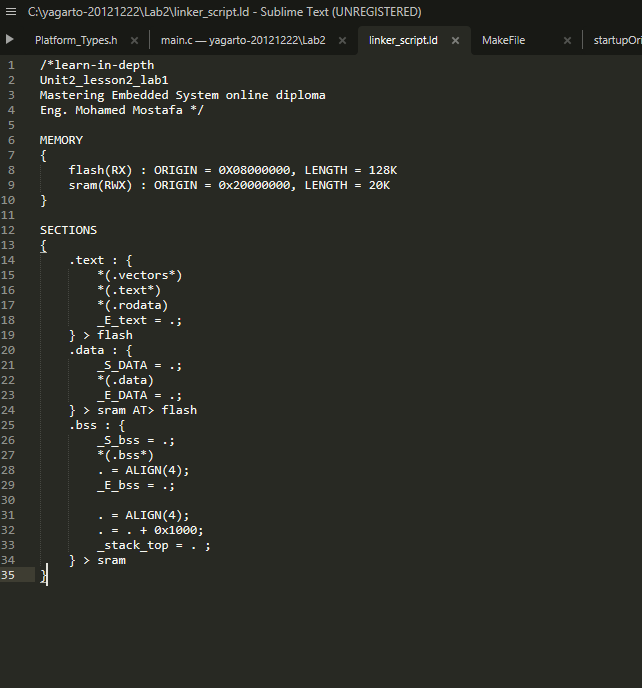 C:\yagarto-20121222\Lab2\linker_script.ld - Sublime Text (UNREGISTERED)
Platform_Types.h × main.c — yagarto-20121222\Lab2 × linker_script.ld × MakeFile × startupOri
1 /*learn-in-depth
2 Unit2_lesson2_lab1
3 Mastering Embedded System online diploma
4 Eng. Mohamed Mostafa */
5
6 MEMORY
7 {
8     flash(RX) : ORIGIN = 0X08000000, LENGTH = 128K
9     sram(RWX) : ORIGIN = 0x20000000, LENGTH = 20K
10 }
11
12 SECTIONS
13 {
14     .text : {
15         *(.vectors*)
16         *(.text*)
17         *(.rodata)
18         _E_text = .;
19     } > flash
20     .data : {
21         _S_DATA = .;
22         *(.data)
23         _E_DATA = .;
24     } > sram AT> flash
25     .bss : {
26         _S_bss = .;
27         *(.bss*)
28         . = ALIGN(4);
29         _E_bss = .;
30
31         . = ALIGN(4);
32         . = . + 0x1000;
33         _stack_top = . ;
34     } > sram
35 }